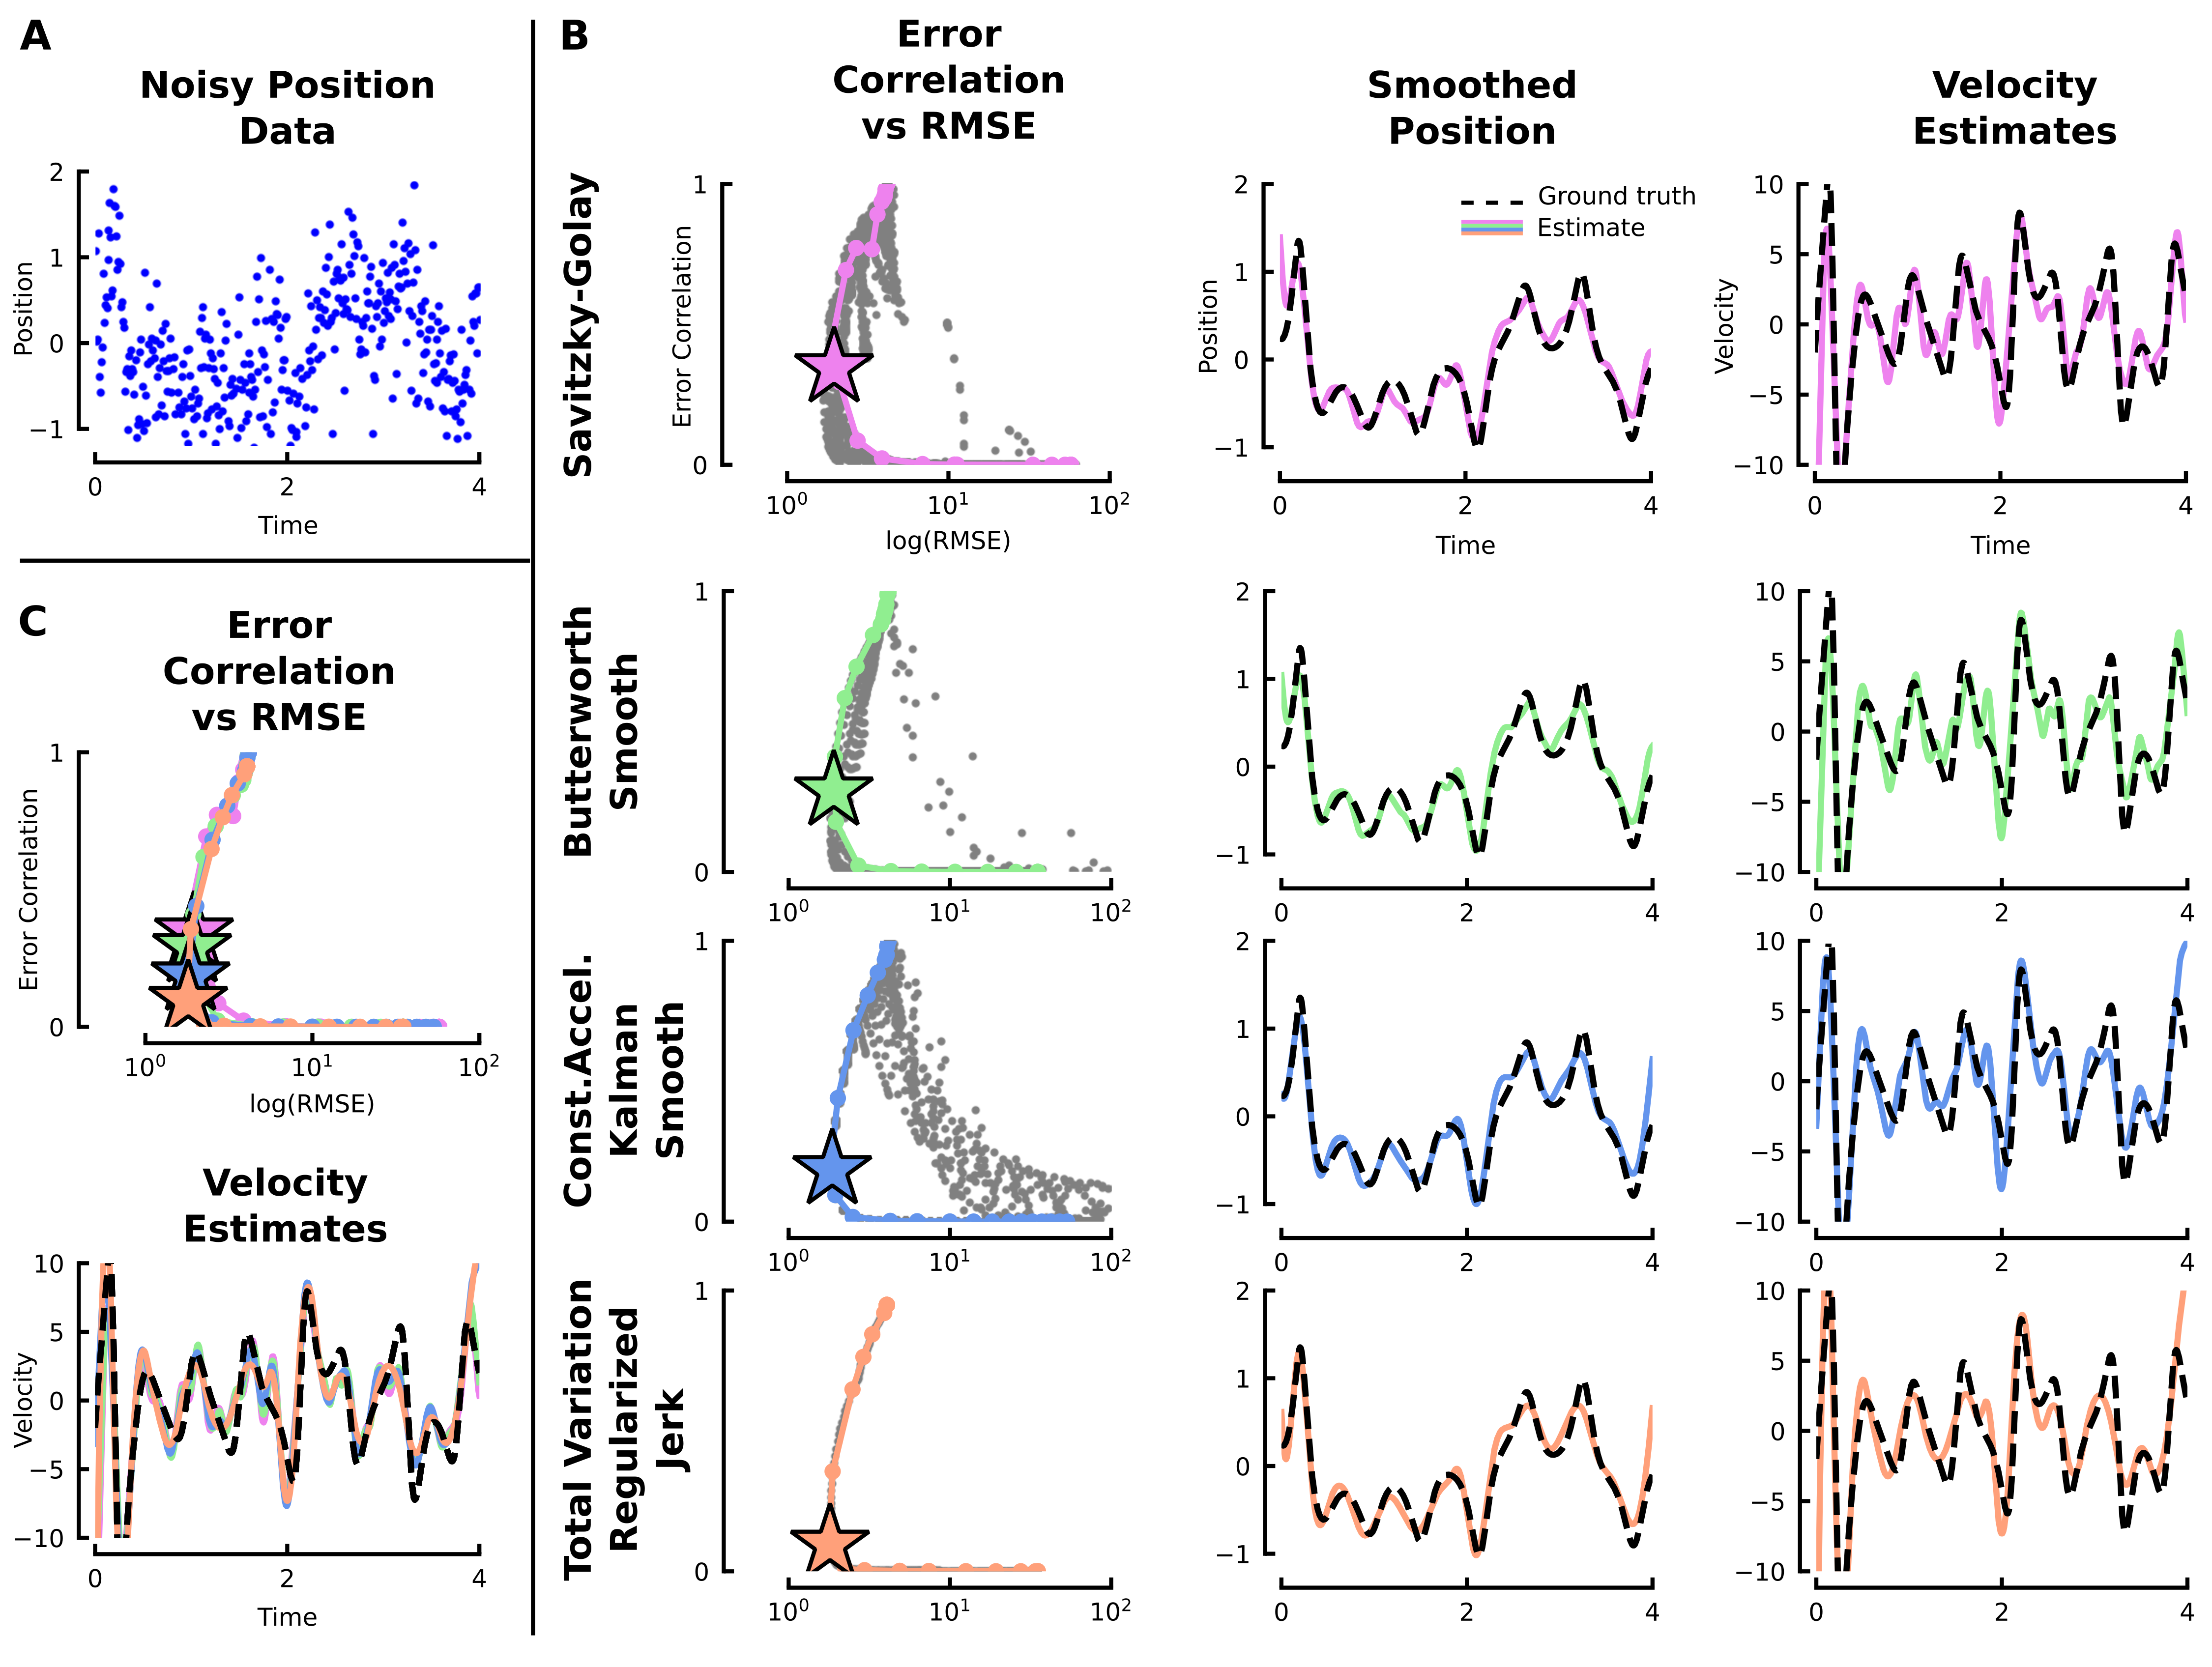 A
Noisy Position
Data
2
1
0
−1
Position
0
2
4
Time
B
Error
Correlation
vs RMSE
Smoothed
Position
Velocity
Estimates
Savitzky-Golay
1
0
Error Correlation
10⁰
10¹
10²
log(RMSE)
2
1
0
−1
Position
Ground truth
Estimate
0
2
4
Time
10
5
0
−5
−10
Velocity
0
2
4
Time
Butterworth
Smooth
1
0
10⁰
10¹
10²
2
1
0
−1
0
2
4
10
5
0
−5
−10
0
2
4
Const.Accel.
Kalman
Smooth
1
0
10⁰
10¹
10²
2
1
0
−1
0
2
4
10
5
0
−5
−10
0
2
4
Total Variation
Regularized
Jerk
1
0
10⁰
10¹
10²
2
1
0
−1
0
2
4
10
5
0
−5
−10
0
2
4
C
Error
Correlation
vs RMSE
1
0
Error Correlation
10⁰
10¹
10²
log(RMSE)
Velocity
Estimates
10
5
0
−5
−10
Velocity
0
2
4
Time